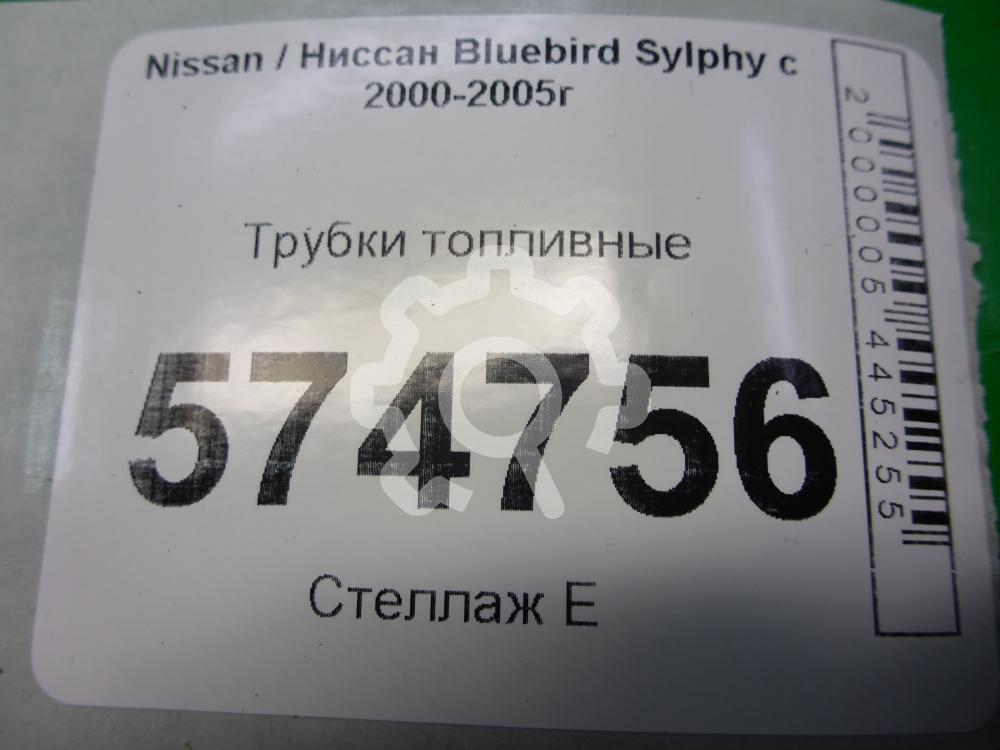 Nissan / Ниссан Bluebird Sylphy с
2000-2005г
Трубки топливные
574756
Стеллаж Е
2000005445255